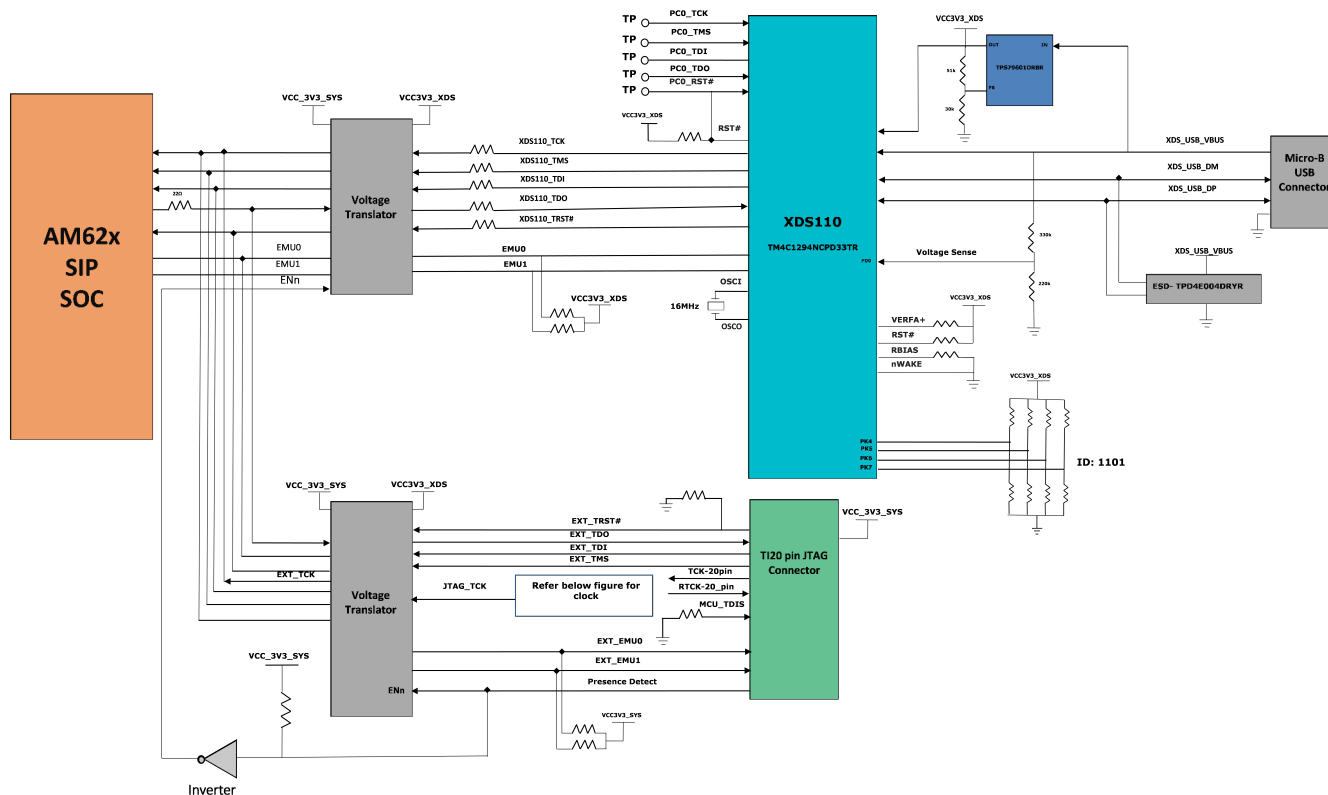 TP
PC0_TCK
TP
PC0_TMS
TP
PC0_TDI
TP
PC0_TDO
TP
PC0_RST#
VCC3V3_XDS
RST#
VCC3V3_XDS
51k
30k
OUT
IN
TPS79601DRBR
FB
AM62x
SIP
SOC
22Ω
EMU0
EMU1
ENn
VCC_3V3_SYS
VCC3V3_XDS
Voltage
Translator
XDS110_TCK
XDS110_TMS
XDS110_TDI
XDS110_TDO
XDS110_TRST#
EMU0
EMU1
VCC3V3_XDS
OSCI
16MHz
OSCO
XDS110
TM4C1294NCPD33TR
PD0
Voltage Sense
330k
220k
XDS_USB_VBUS
XDS_USB_DM
XDS_USB_DP
Micro-B
USB
Connector
XDS_USB_VBUS
ESD- TPD4E004DRYR
VCC3V3_XDS
VERFA+
RST#
RBIAS
nWAKE
VCC3V3_XDS
PK4
PK5
PK6
PK7
ID: 1101
VCC_3V3_SYS
VCC3V3_XDS
Voltage
Translator
ENn
EXT_TCK
EXT_TRST#
EXT_TDO
EXT_TDI
EXT_TMS
JTAG_TCK
Refer below figure for
clock
TCK-20pin
RTCK-20_pin
MCU_TDIS
EXT_EMU0
EXT_EMU1
Presence Detect
VCC3V3_SYS
TI20 pin JTAG
Connector
VCC_3V3_SYS
VCC_3V3_SYS
Inverter